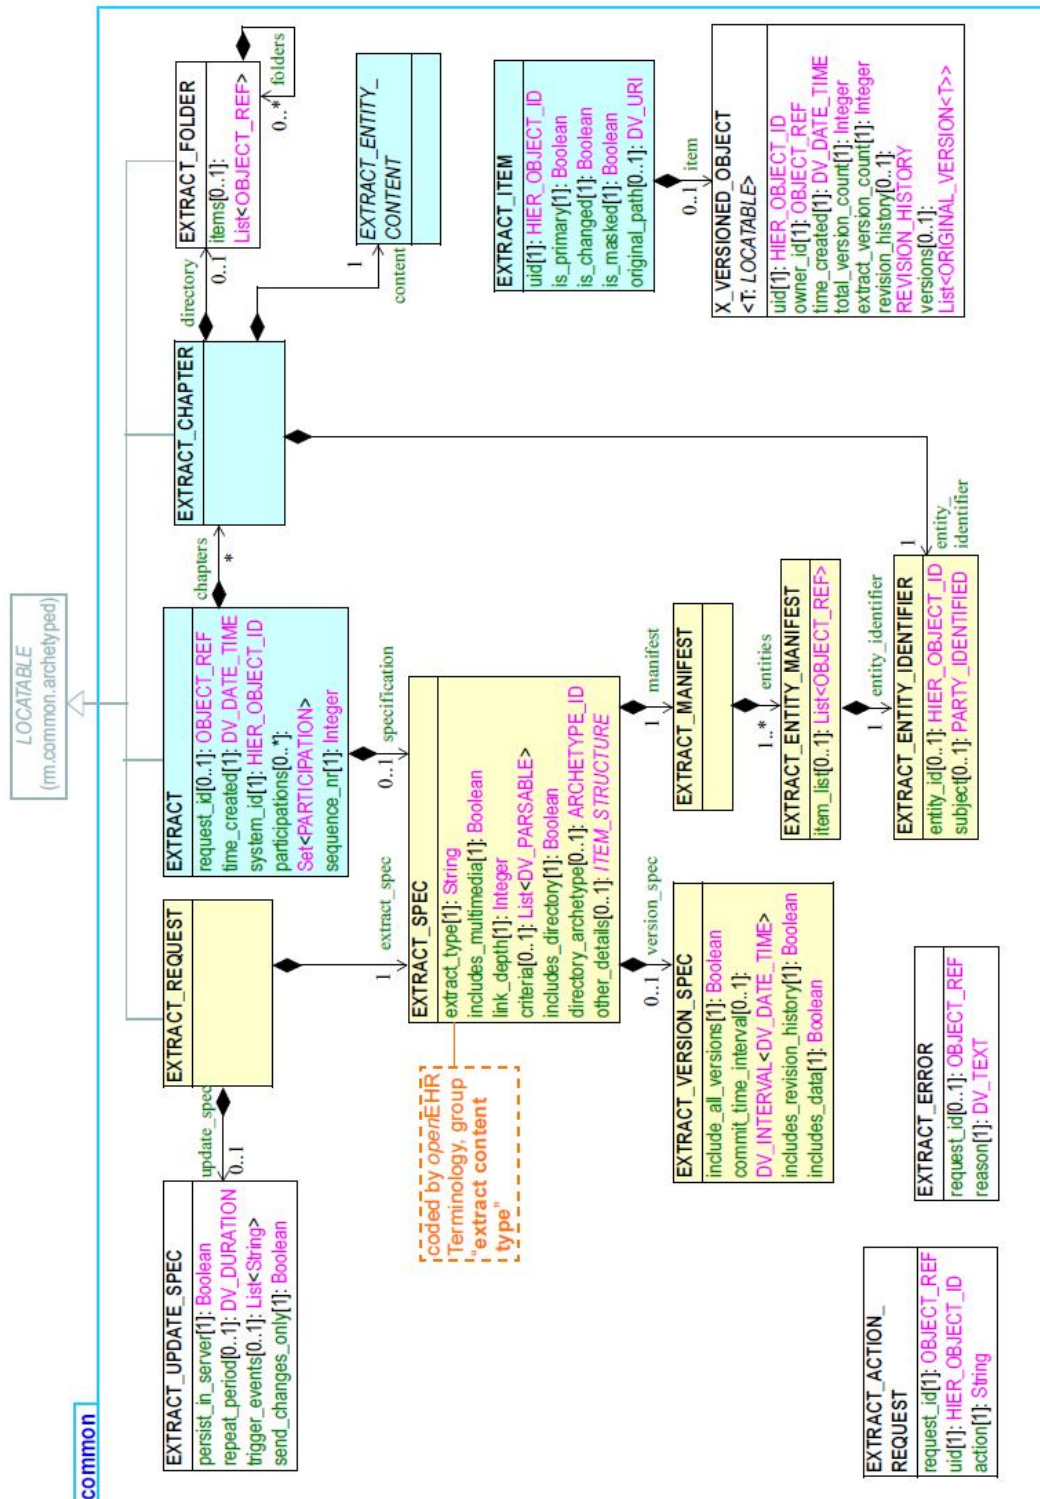 common
LOCATABLE
(rm.common.archetyped)
EXTRACT_UPDATE_SPEC
persist_in_server[1]: Boolean
repeat_period[0..1]: DV_DURATION
trigger_events[0..1]: List<String>
send_changes_only[1]: Boolean
update_spec
0..1
EXTRACT_REQUEST
extract_spec
1
EXTRACT
request_id[0..1]: OBJECT_REF
time_created[1]: DV_DATE_TIME
system_id[1]: HIER_OBJECT_ID
participations[0..*]:
Set<PARTICIPATION>
sequence_nr[1]: Integer
chapters
*
specification
0..1
EXTRACT_CHAPTER
directory
0..1
EXTRACT_FOLDER
items[0..1]:
List<OBJECT_REF>
folders
0..*
content
1
EXTRACT_ENTITY_
CONTENT
coded by openEHR
Terminology, group
“extract content
type”
EXTRACT_SPEC
extract_type[1]: String
includes_multimedia[1]: Boolean
link_depth[1]: Integer
criteria[0..1]: List<DV_PARSABLE>
includes_directory[1]: Boolean
directory_archetype[0..1]: ARCHETYPE_ID
other_details[0..1]: ITEM_STRUCTURE
version_spec
0..1
manifest
1
EXTRACT_ITEM
uid[1]: HIER_OBJECT_ID
is_primary[1]: Boolean
is_changed[1]: Boolean
is_masked[1]: Boolean
original_path[0..1]: DV_URI
item
0..1
EXTRACT_VERSION_SPEC
include_all_versions[1]: Boolean
commit_time_interval[0..1]:
DV_INTERVAL<DV_DATE_TIME>
includes_revision_history[1]: Boolean
includes_data[1]: Boolean
EXTRACT_MANIFEST
entities
1..*
EXTRACT_ENTITY_MANIFEST
item_list[0..1]: List<OBJECT_REF>
entity_identifier
1
entity_
identifier
1
EXTRACT_ENTITY_IDENTIFIER
entity_id[0..1]: HIER_OBJECT_ID
subject[0..1]: PARTY_IDENTIFIED
X_VERSIONED_OBJECT
<T: LOCATABLE>
uid[1]: HIER_OBJECT_ID
owner_id[1]: OBJECT_REF
time_created[1]: DV_DATE_TIME
total_version_count[1]: Integer
extract_version_count[1]: Integer
revision_history[0..1]:
REVISION_HISTORY
versions[0..1]:
List<ORIGINAL_VERSION<T>>
EXTRACT_ACTION_
REQUEST
request_id[1]: OBJECT_REF
uid[1]: HIER_OBJECT_ID
action[1]: String
EXTRACT_ERROR
request_id[0..1]: OBJECT_REF
reason[1]: DV_TEXT